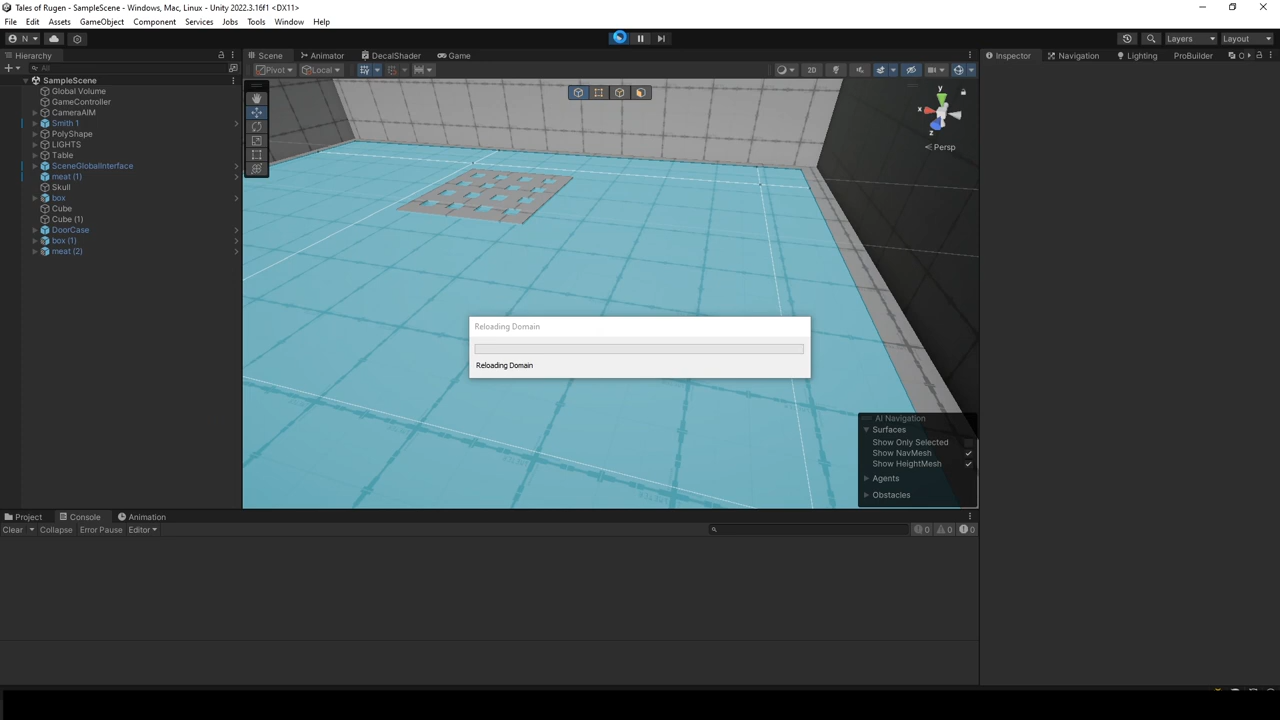 Tales of Rugen - SampleScene - Windows, Mac, Linux - Unity 2022.3.16f1 <DX11>
File Edit Assets GameObject Component Services Jobs Tools Window Help
N Layers Layout
Hierarchy Scene Animator DecalShader Game Inspector Navigation Lighting ProBuilder O
All Pivot Local 2D
SampleScene
Global Volume
GameController
CameraAIM
Smith 1
PolyShape
LIGHTS
Table
SceneGlobalInterface
meat (1)
Skull
box
Cube
Cube (1)
DoorCase
box (1)
meat (2)
y
x
z
Persp
Reloading Domain
Reloading Domain
AI Navigation
Surfaces
Show Only Selected
Show NavMesh
Show HeightMesh
Agents
Obstacles
Project Console Animation
Clear Collapse Error Pause Editor 0 0 0